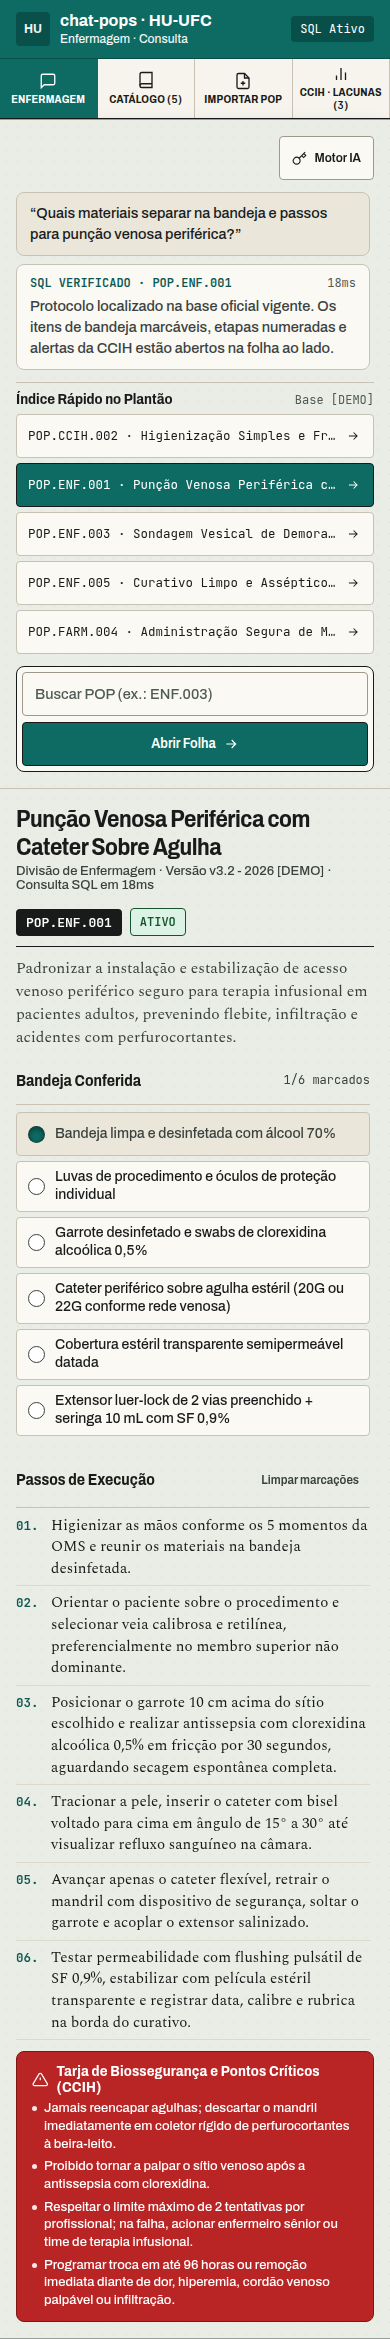 HU
chat-pops · HU-UFC
Enfermagem · Consulta
SQL Ativo
ENFERMAGEM
CATÁLOGO (5)
IMPORTAR POP
CCIH · LACUNAS
(3)
Motor IA
“Quais materiais separar na bandeja e passos
para punção venosa periférica?”
SQL VERIFICADO · POP.ENF.001
18ms
Protocolo localizado na base oficial vigente. Os
itens de bandeja marcáveis, etapas numeradas e
alertas da CCIH estão abertos na folha ao lado.
Índice Rápido no Plantão
Base [DEMO]
POP.CCIH.002 · Higienização Simples e Fr… →
POP.ENF.001 · Punção Venosa Periférica c… →
POP.ENF.003 · Sondagem Vesical de Demora… →
POP.ENF.005 · Curativo Limpo e Asséptico… →
POP.FARM.004 · Administração Segura de M… →
Buscar POP (ex.: ENF.003)
Abrir Folha →
Punção Venosa Periférica com
Cateter Sobre Agulha
Divisão de Enfermagem · Versão v3.2 - 2026 [DEMO] ·
Consulta SQL em 18ms
POP.ENF.001
ATIVO
Padronizar a instalação e estabilização de acesso
venoso periférico seguro para terapia infusional em
pacientes adultos, prevenindo flebite, infiltração e
acidentes com perfurocortantes.
Bandeja Conferida
1/6 marcados
Bandeja limpa e desinfetada com álcool 70%
Luvas de procedimento e óculos de proteção
individual
Garrote desinfetado e swabs de clorexidina
alcoólica 0,5%
Cateter periférico sobre agulha estéril (20G ou
22G conforme rede venosa)
Cobertura estéril transparente semipermeável
datada
Extensor luer-lock de 2 vias preenchido +
seringa 10 mL com SF 0,9%
Passos de Execução
Limpar marcações
01. Higienizar as mãos conforme os 5 momentos da
OMS e reunir os materiais na bandeja
desinfetada.
02. Orientar o paciente sobre o procedimento e
selecionar veia calibrosa e retilínea,
preferencialmente no membro superior não
dominante.
03. Posicionar o garrote 10 cm acima do sítio
escolhido e realizar antissepsia com clorexidina
alcoólica 0,5% em fricção por 30 segundos,
aguardando secagem espontânea completa.
04. Tracionar a pele, inserir o cateter com bisel
voltado para cima em ângulo de 15° a 30° até
visualizar refluxo sanguíneo na câmara.
05. Avançar apenas o cateter flexível, retrair o
mandril com dispositivo de segurança, soltar o
garrote e acoplar o extensor salinizado.
06. Testar permeabilidade com flushing pulsátil de
SF 0,9%, estabilizar com película estéril
transparente e registrar data, calibre e rubrica
na borda do curativo.
Tarja de Biossegurança e Pontos Críticos
(CCIH)
Jamais reencapar agulhas; descartar o mandril
imediatamente em coletor rígido de perfurocortantes
à beira-leito.
Proibido tornar a palpar o sítio venoso após a
antissepsia com clorexidina.
Respeitar o limite máximo de 2 tentativas por
profissional; na falha, acionar enfermeiro sênior ou
time de terapia infusional.
Programar troca em até 96 horas ou remoção
imediata diante de dor, hiperemia, cordão venoso
palpável ou infiltração.